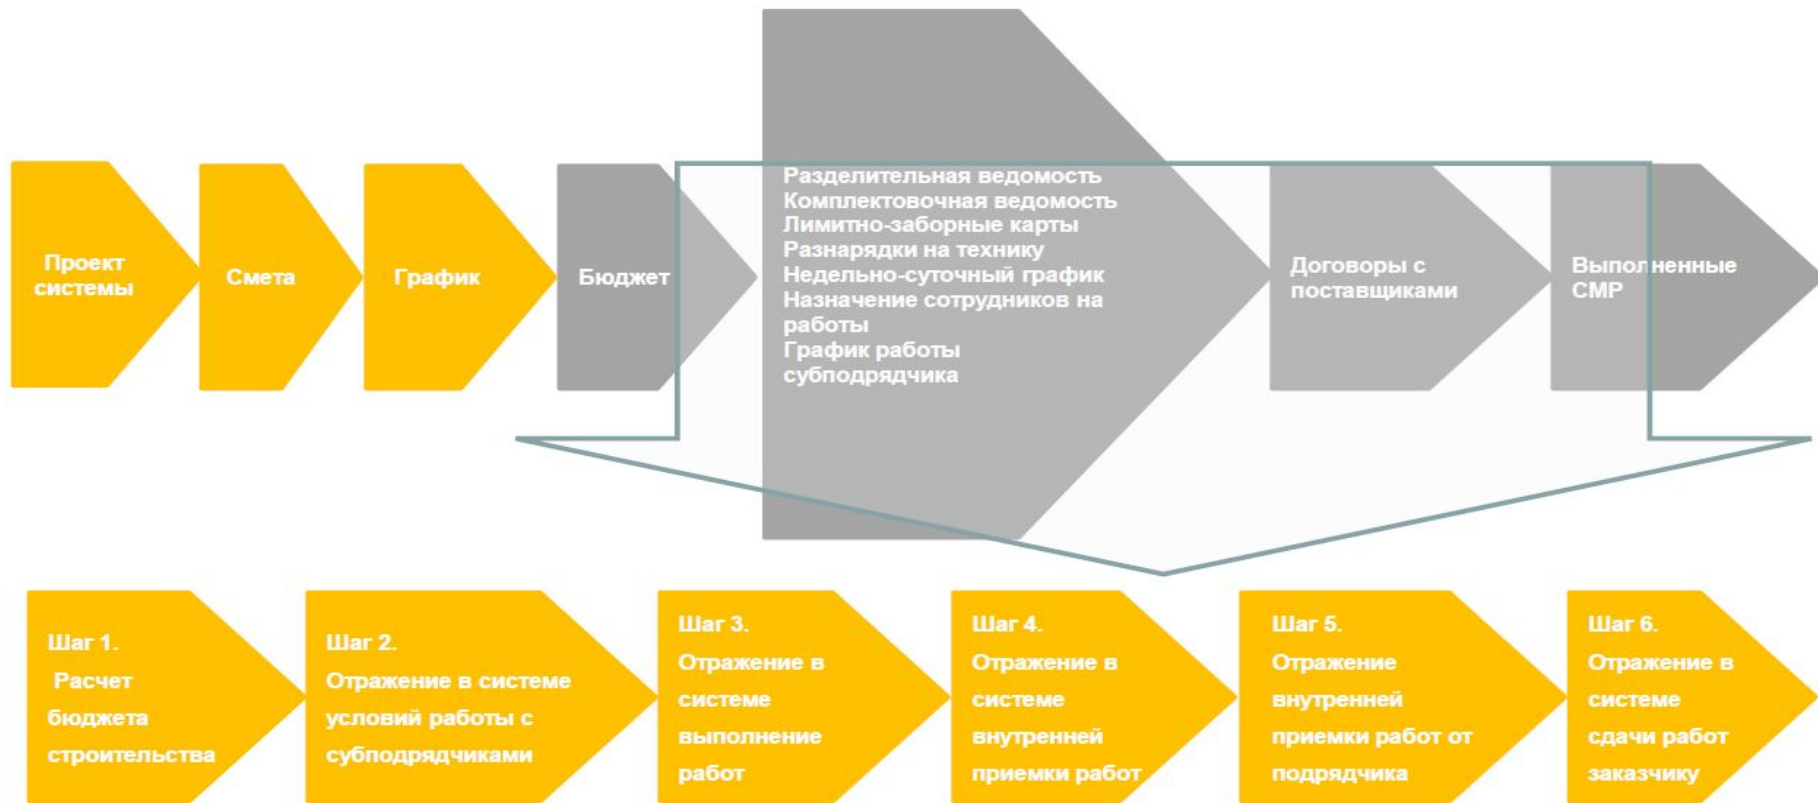 Проект
системы
Смета
График
Бюджет
Разделительная ведомость
Комплектовочная ведомость
Лимитно-заборные карты
Разнарядки на технику
Недельно-суточный график
Назначение сотрудников на
работы
График работы
субподрядчика
Договоры с
поставщиками
Выполненные
СМР
Шаг 1.
Расчет
бюджета
строительства
Шаг 2.
Отражение в системе
условий работы с
субподрядчиками
Шаг 3.
Отражение в
системе
выполнение
работ
Шаг 4.
Отражение в
системе
внутренней
приемки работ
Шаг 5.
Отражение
внутренней
приемки работ от
подрядчика
Шаг 6.
Отражение в
системе
сдачи работ
заказчику